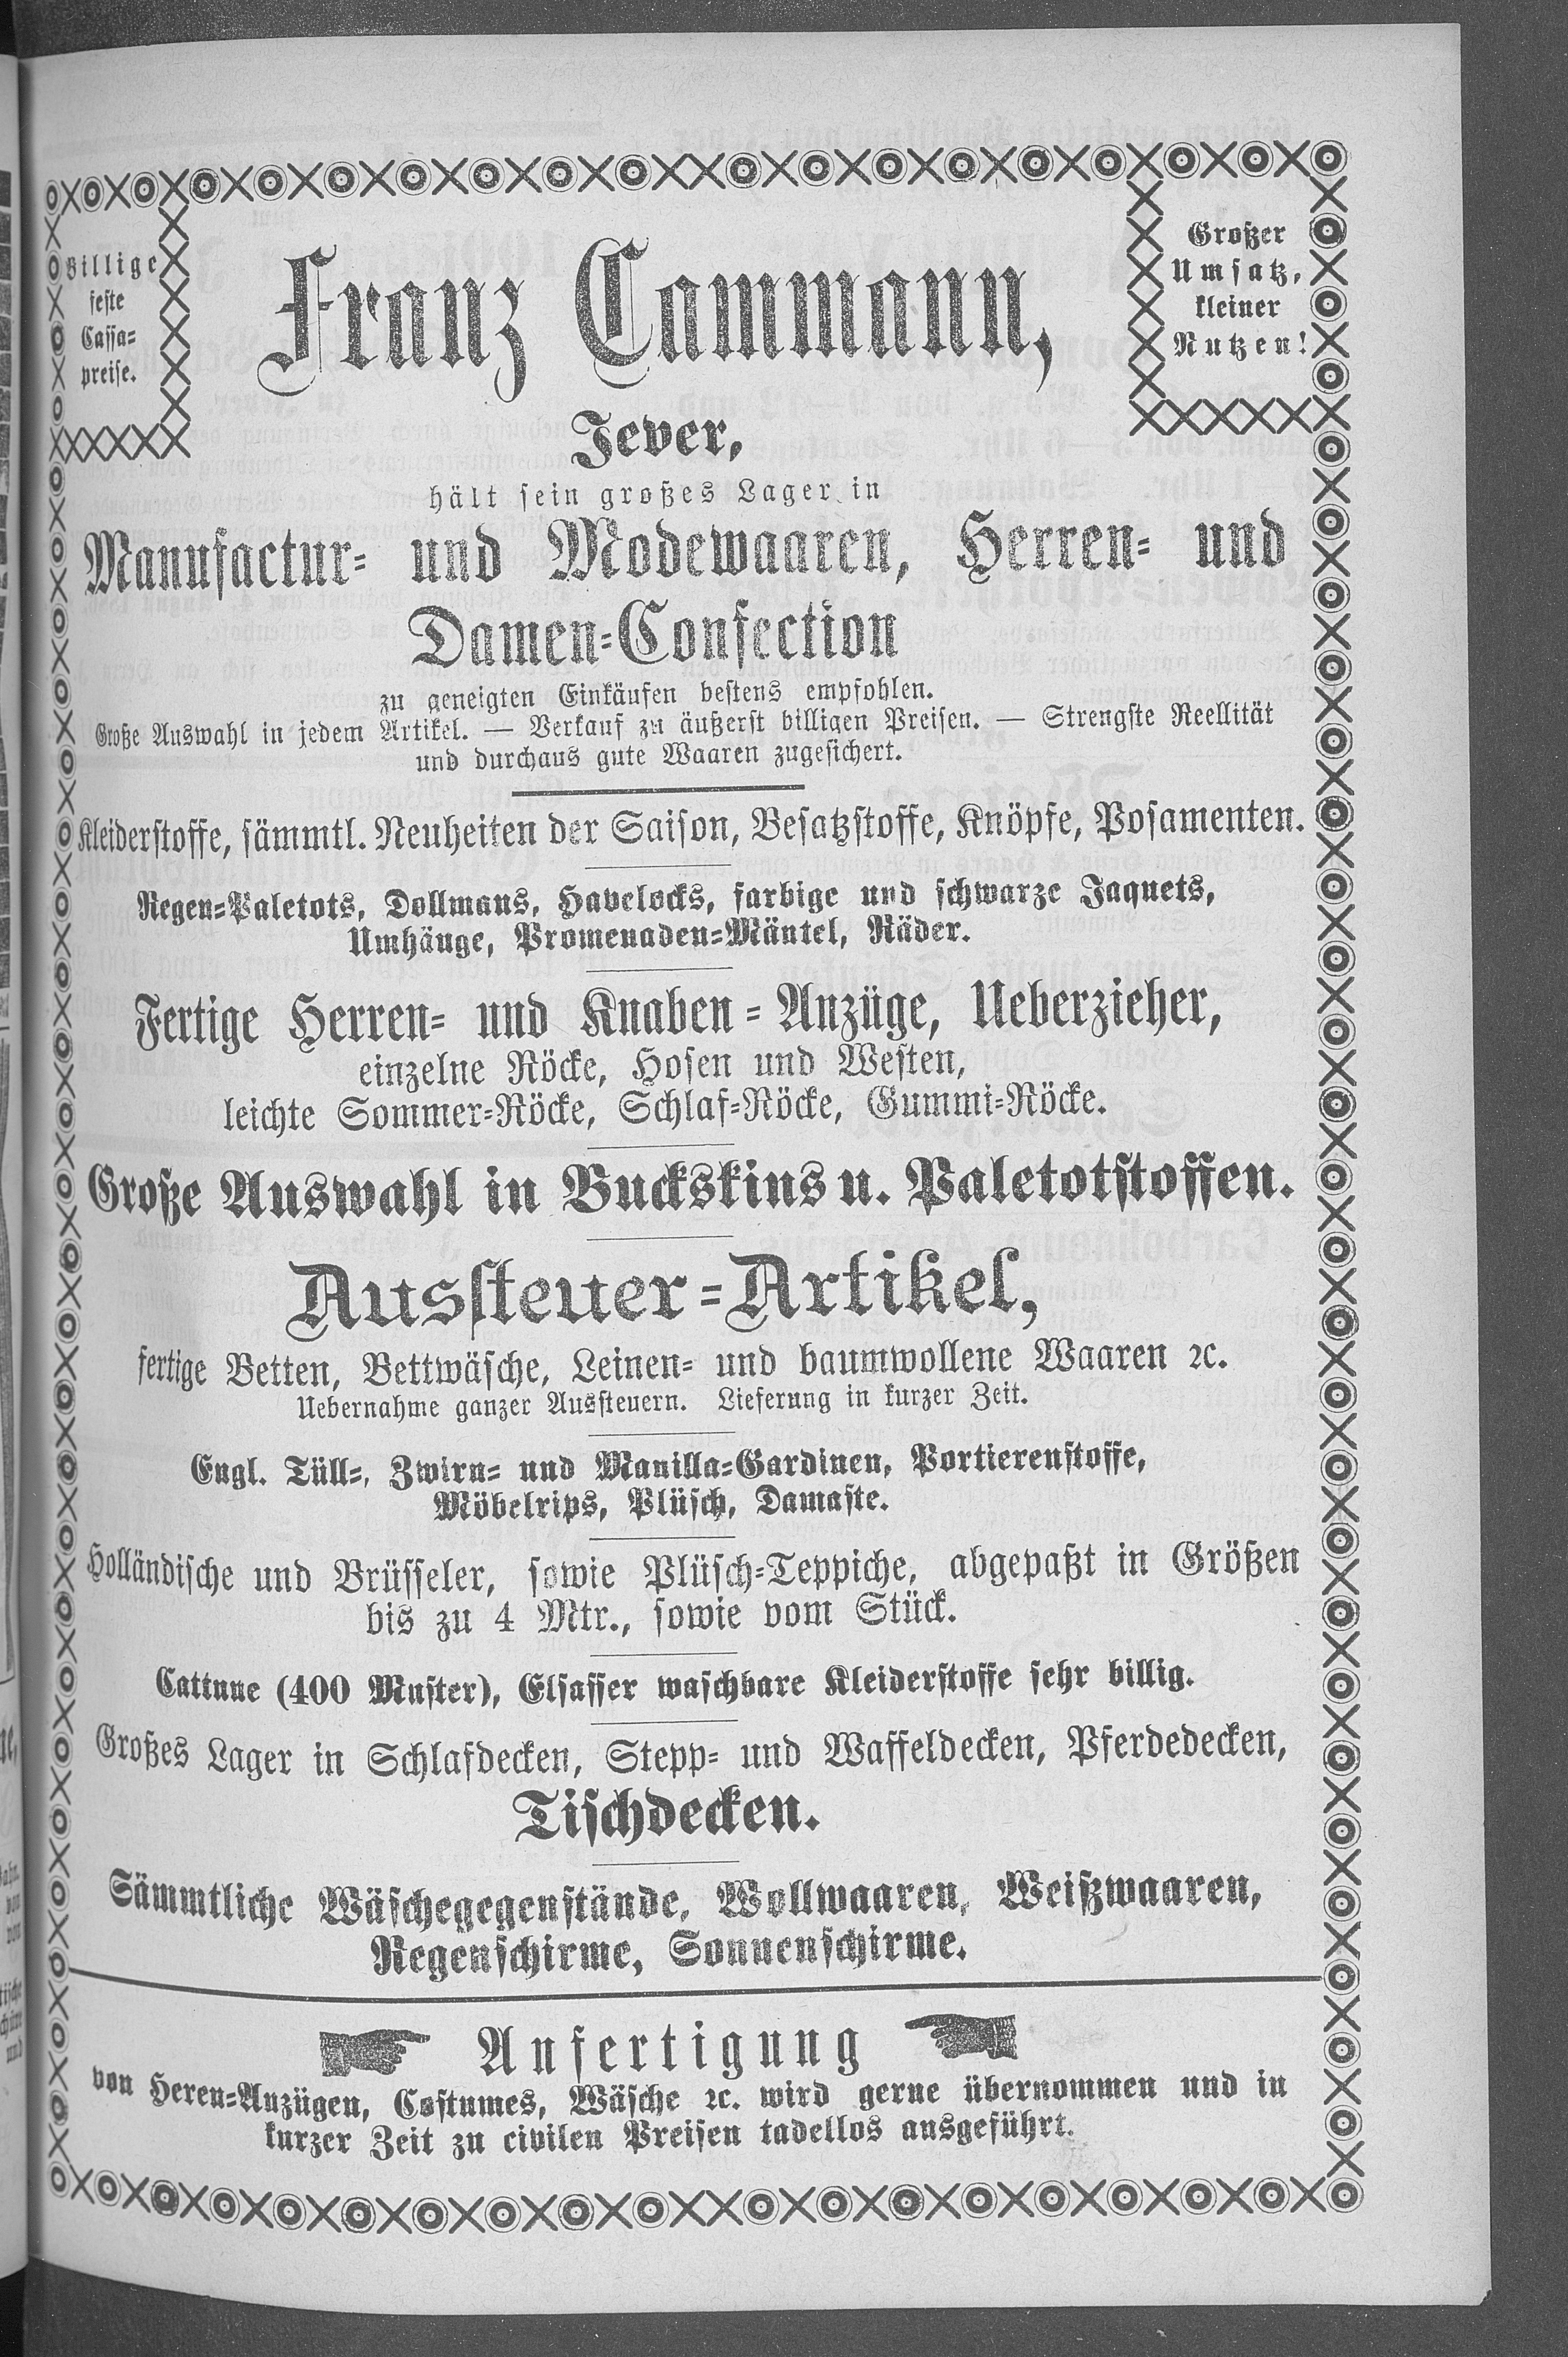 Billige
feste
Cassa-
preise.
Franz Cammann,
Großer
Umsatz,
kleiner
Nutzen!
Jever,
hält sein großes Lager in
Manufactur- und Modewaaren, Herren- und
Damen-Confection
zu geneigten Einkäufen bestens empfohlen.
Große Auswahl in jedem Artikel. — Verkauf zu äußerst billigen Preisen. — Strengste Reellität
und durchaus gute Waaren zugesichert.
Kleiderstoffe, sämmtl. Neuheiten der Saison, Besatzstoffe, Knöpfe, Posamenten.
Regen-Paletots, Dollmans, Havelocks, farbige und schwarze Jaquets,
Umhänge, Promenaden-Mäntel, Räder.
Fertige Herren- und Knaben-Anzüge, Ueberzieher,
einzelne Röcke, Hosen und Westen,
leichte Sommer-Röcke, Schlaf-Röcke, Gummi-Röcke.
Große Auswahl in Buckskins u. Paletotstoffen.
Aussteuer-Artikel,
fertige Betten, Bettwäsche, Leinen- und baumwollene Waaren ꝛc.
Uebernahme ganzer Aussteuern. Lieferung in kurzer Zeit.
Engl. Tüll-, Zwirn- und Manilla-Gardinen, Portierenstoffe,
Möbelrips, Plüsch, Damaste.
Holländische und Brüsseler, sowie Plüsch-Teppiche, abgepaßt in Größen
bis zu 4 Mtr., sowie vom Stück.
Cattune (400 Muster), Elsasser waschbare Kleiderstoffe sehr billig.
Großes Lager in Schlafdecken, Stepp- und Waffeldecken, Pferdedecken,
Tischdecken.
Sämmtliche Wäschegegenstände, Wollwaaren, Weißwaaren,
Regenschirme, Sonnenschirme.
Anfertigung
von Heren-Anzügen, Costumes, Wäsche ꝛc. wird gerne übernommen und in
kurzer Zeit zu civilen Preisen tadellos ausgeführt.